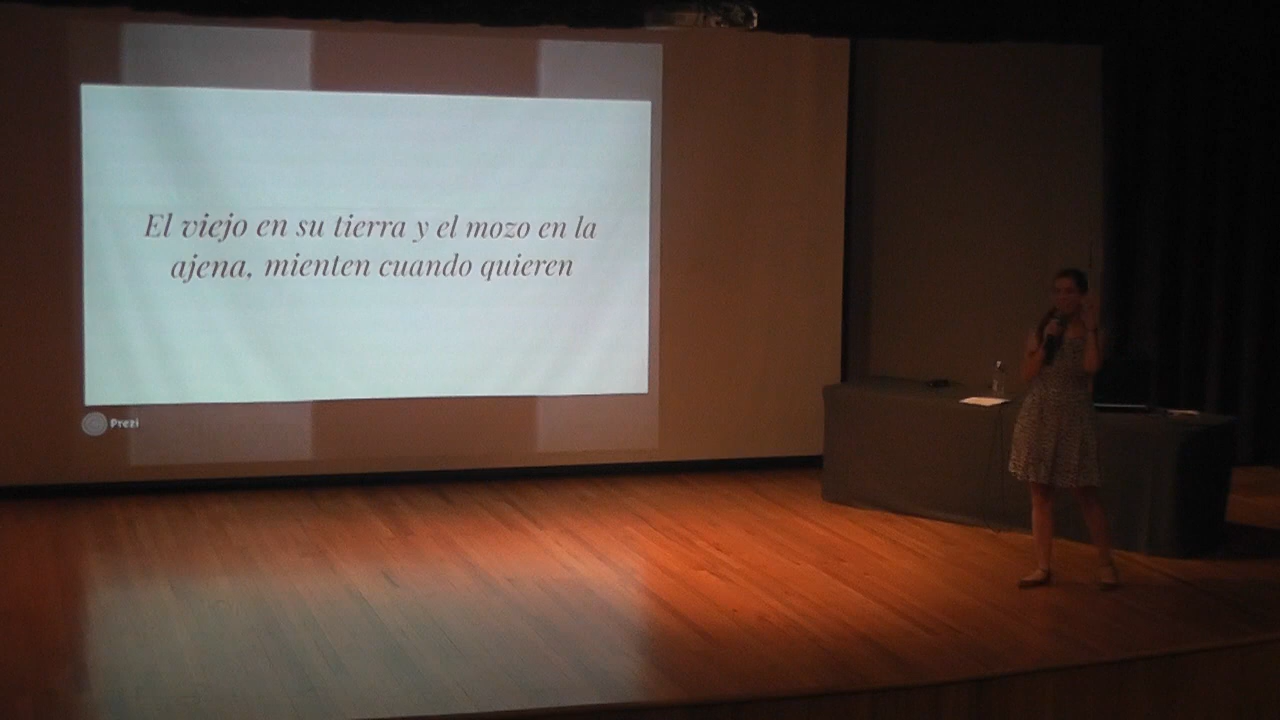 El viejo en su tierra y el mozo en la
ajena, mienten cuando quieren
Prezi